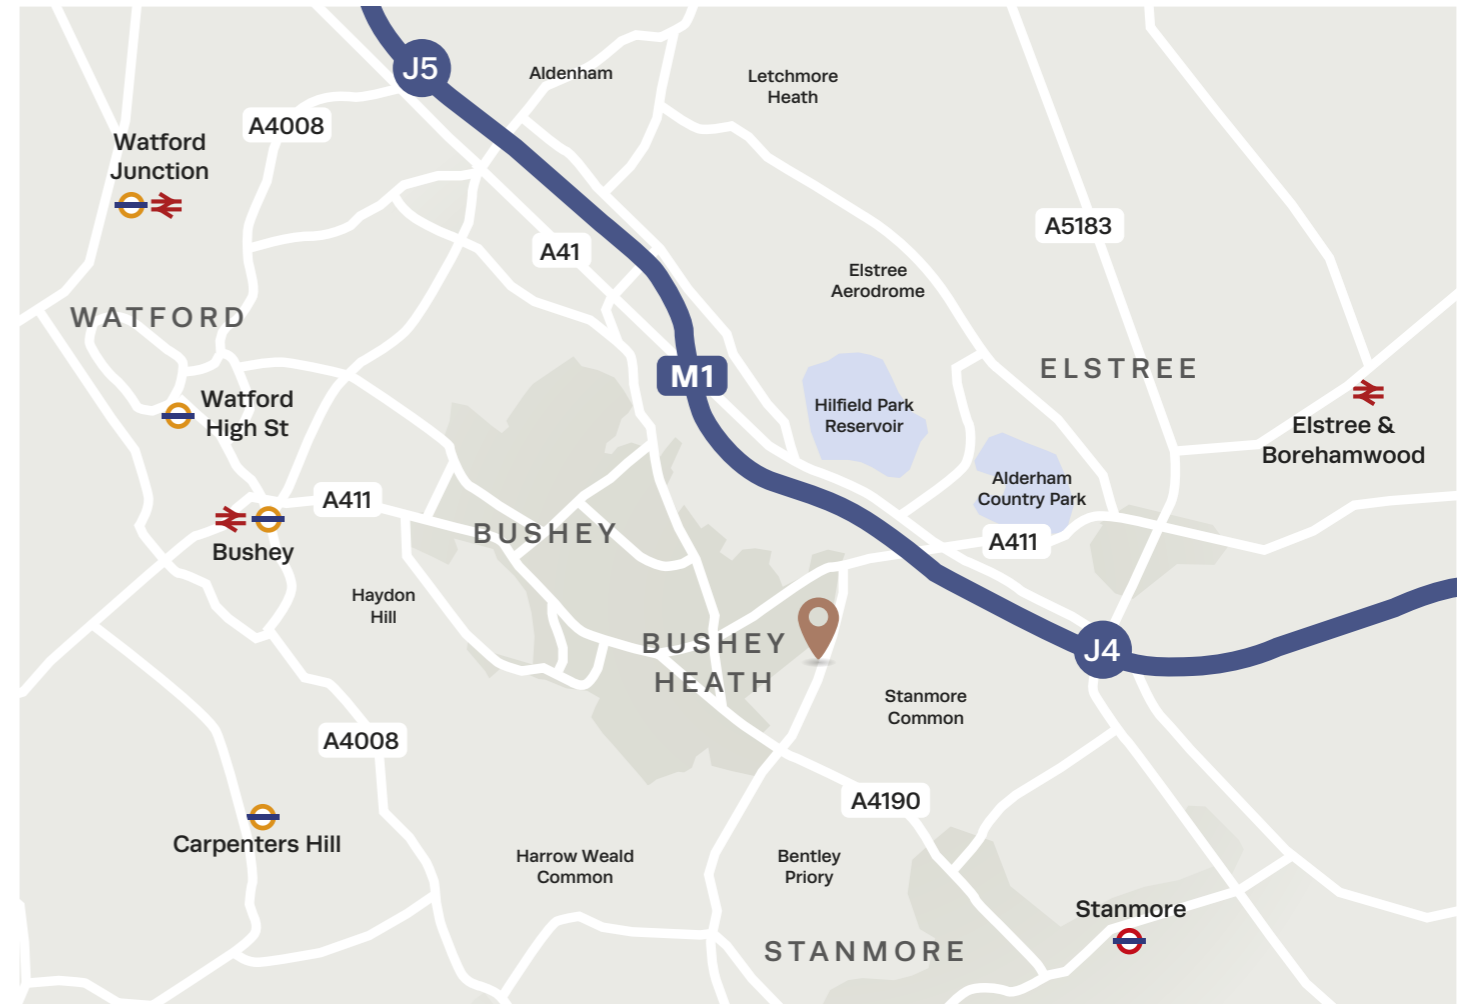 J5
Aldenham
Letchmore
Heath
A4008
Watford
Junction
A5183
A41
Elstree
Aerodrome
WATFORD
ELSTREE
M1
Watford
High St
Hilfield Park
Reservoir
Elstree &
Borehamwood
Alderham
Country Park
A411
BUSHEY
A411
Bushey
Haydon
Hill
BUSHEY
HEATH
J4
Stanmore
Common
A4008
A4190
Carpenters Hill
Harrow Weald
Common
Bentley
Priory
Stanmore
STANMORE